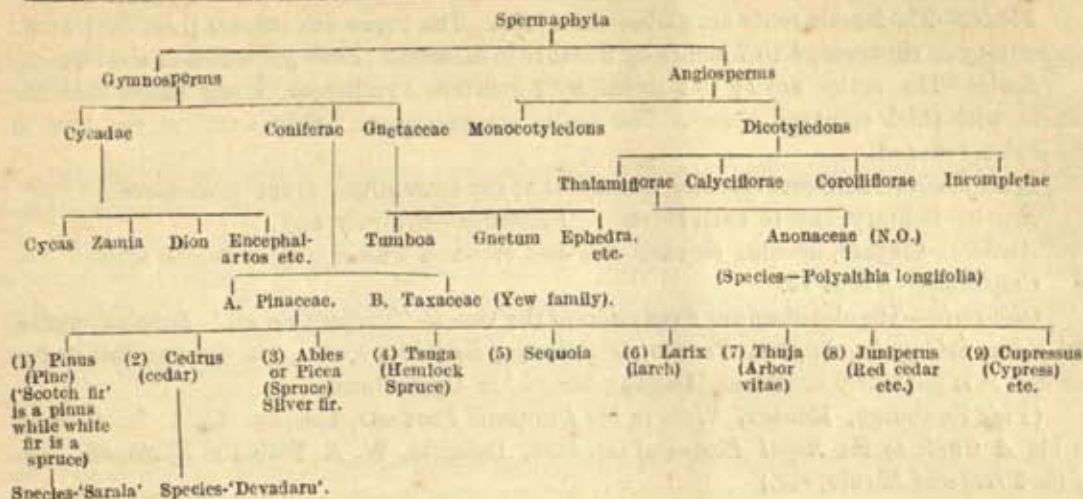 Spermaphyta
Gymnosperms Angiosperms
Cycadae Coniferae Gnetaceae Monocotyledons Dicotyledons
Thalamiflorae Calyciflorae Corolliflorae Incompletae
Cycas Zamia Dion Encephal-
artos etc. Tumboa Gnetum Ephedra.
etc. Anonaceae (N.O.)
(Species—Polyalthia longifolia)
A. Pinaceae. B. Taxaceae (Yew family).
(1) Pinus
(Pine)
('Scotch fir'
is a pinus
while white
fir is a
spruce)
Species-'Sarala'
(2) Cedrus
(cedar)
Species-'Devadaru'.
(3) Abies
or Picea
(Spruce)
Silver fir.
(4) Tsuga
(Hemlock
Spruce)
(5) Sequoia
(6) Larix
(larch)
(7) Thuja
(Arbor
vitae)
(8) Juniperus
(Red cedar
etc.)
(9) Cupressus
(Cypress)
etc.